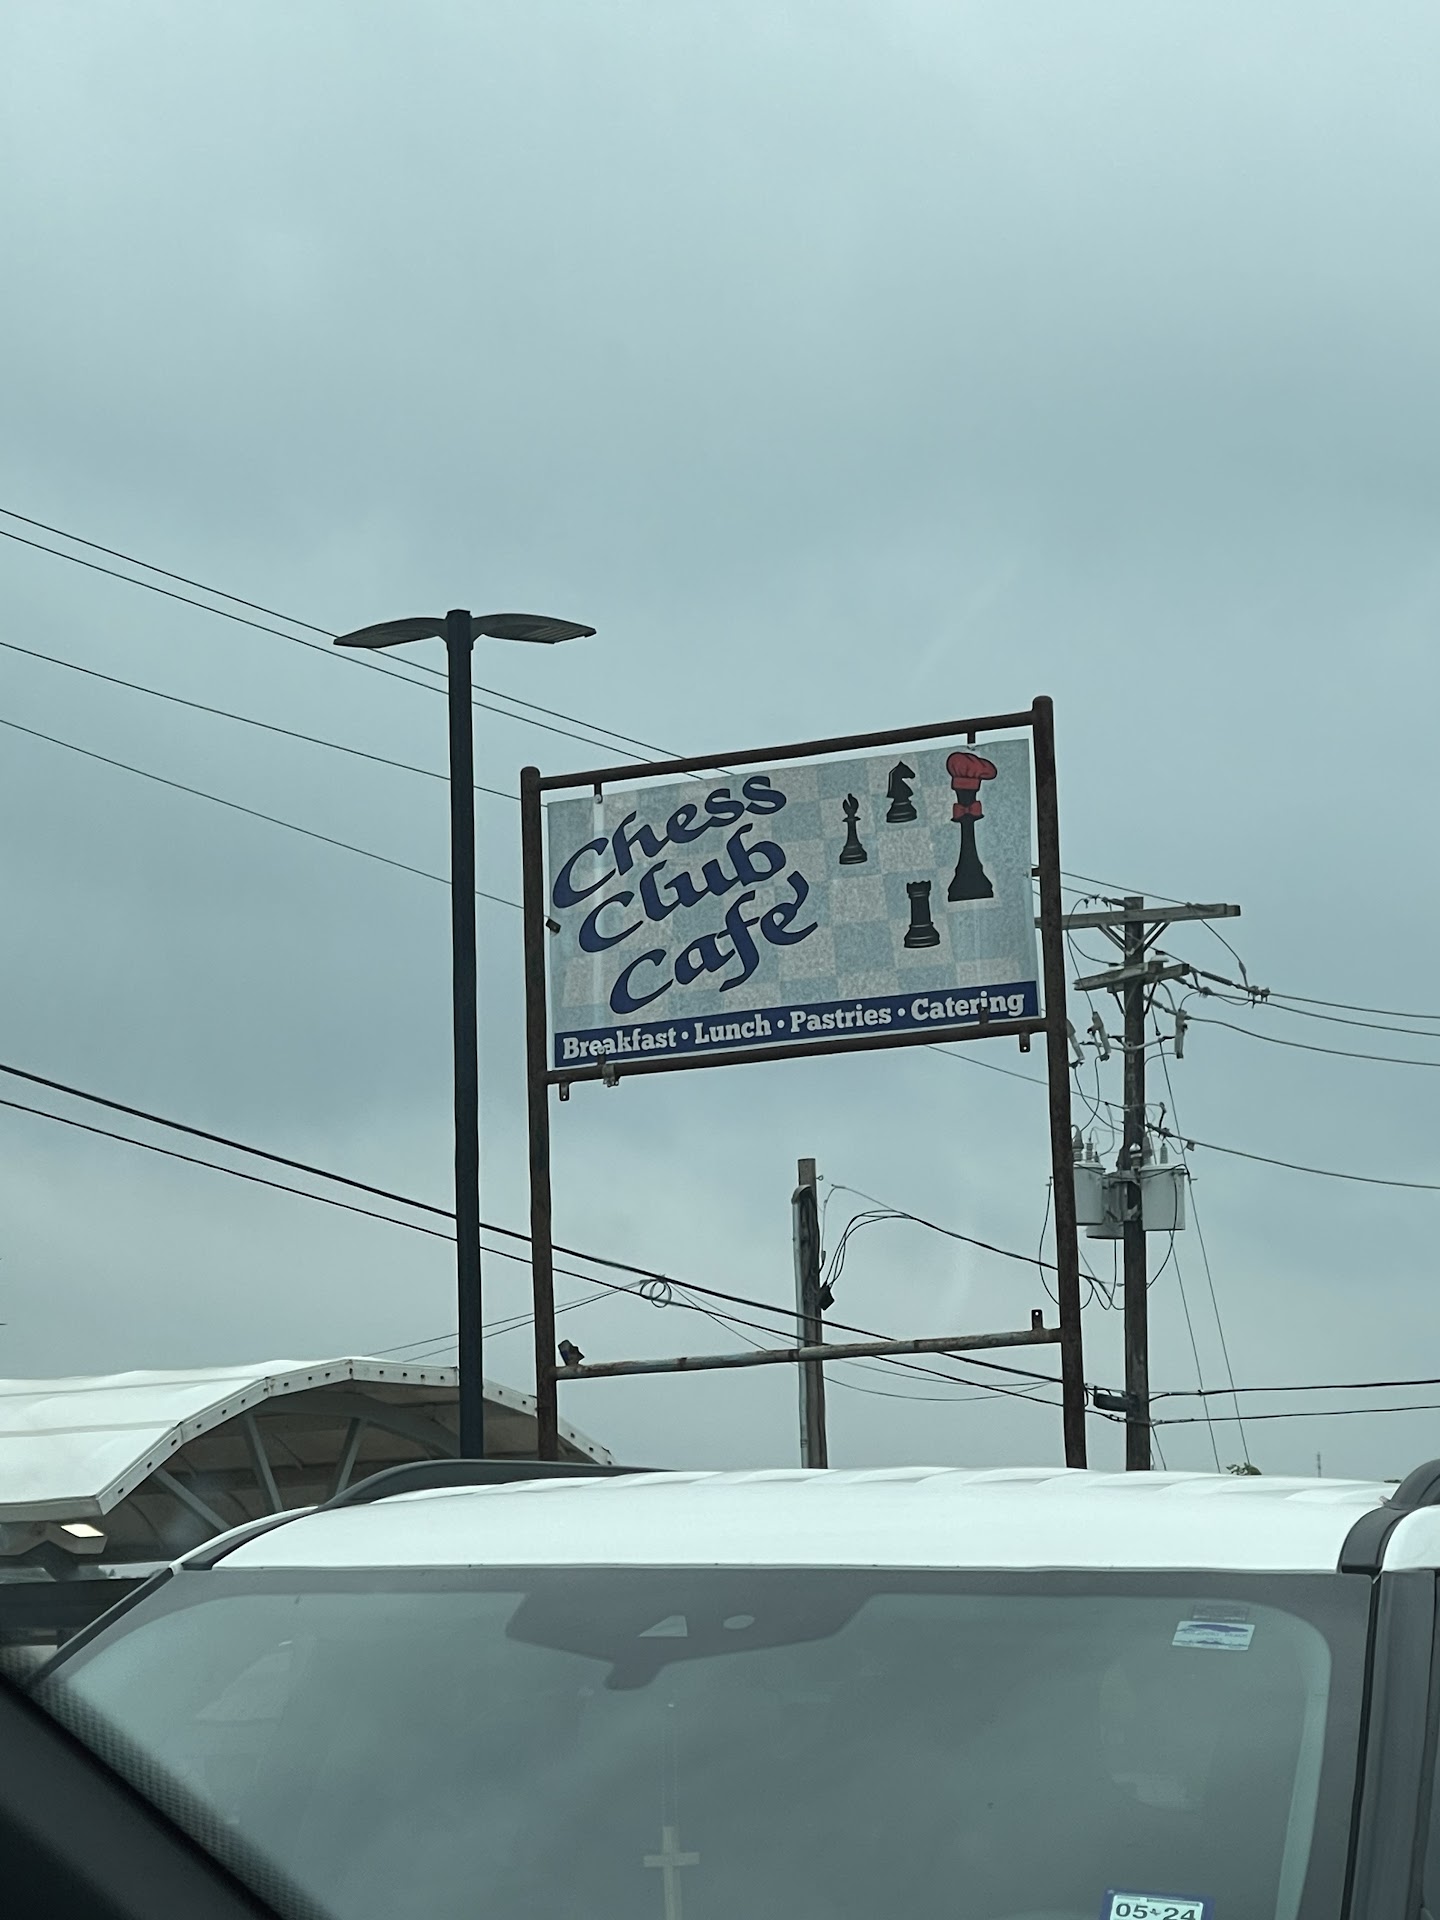 Chess
Club
Cafe'
Breakfast • Lunch • Pastries • Catering
05 24